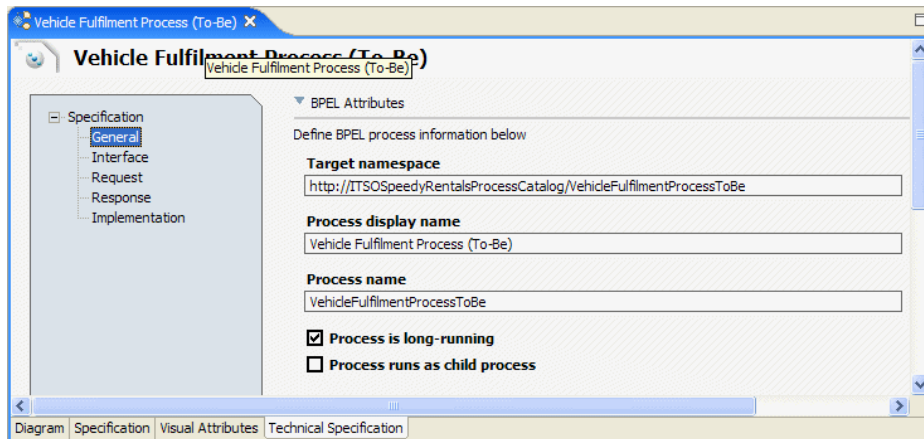 Vehicle Fulfilment Process (To-Be)
Vehicle Fulfilment Process (To-Be)
Vehicle Fulfilment Process (To-Be)
Specification
General
Interface
Request
Response
Implementation
BPEL Attributes
Define BPEL process information below
Target namespace
http://ITSOSpeedyRentalsProcessCatalog/VehicleFulfilmentProcessToBe
Process display name
Vehicle Fulfilment Process (To-Be)
Process name
VehicleFulfilmentProcessToBe
Process is long-running
Process runs as child process
Diagram Specification Visual Attributes Technical Specification